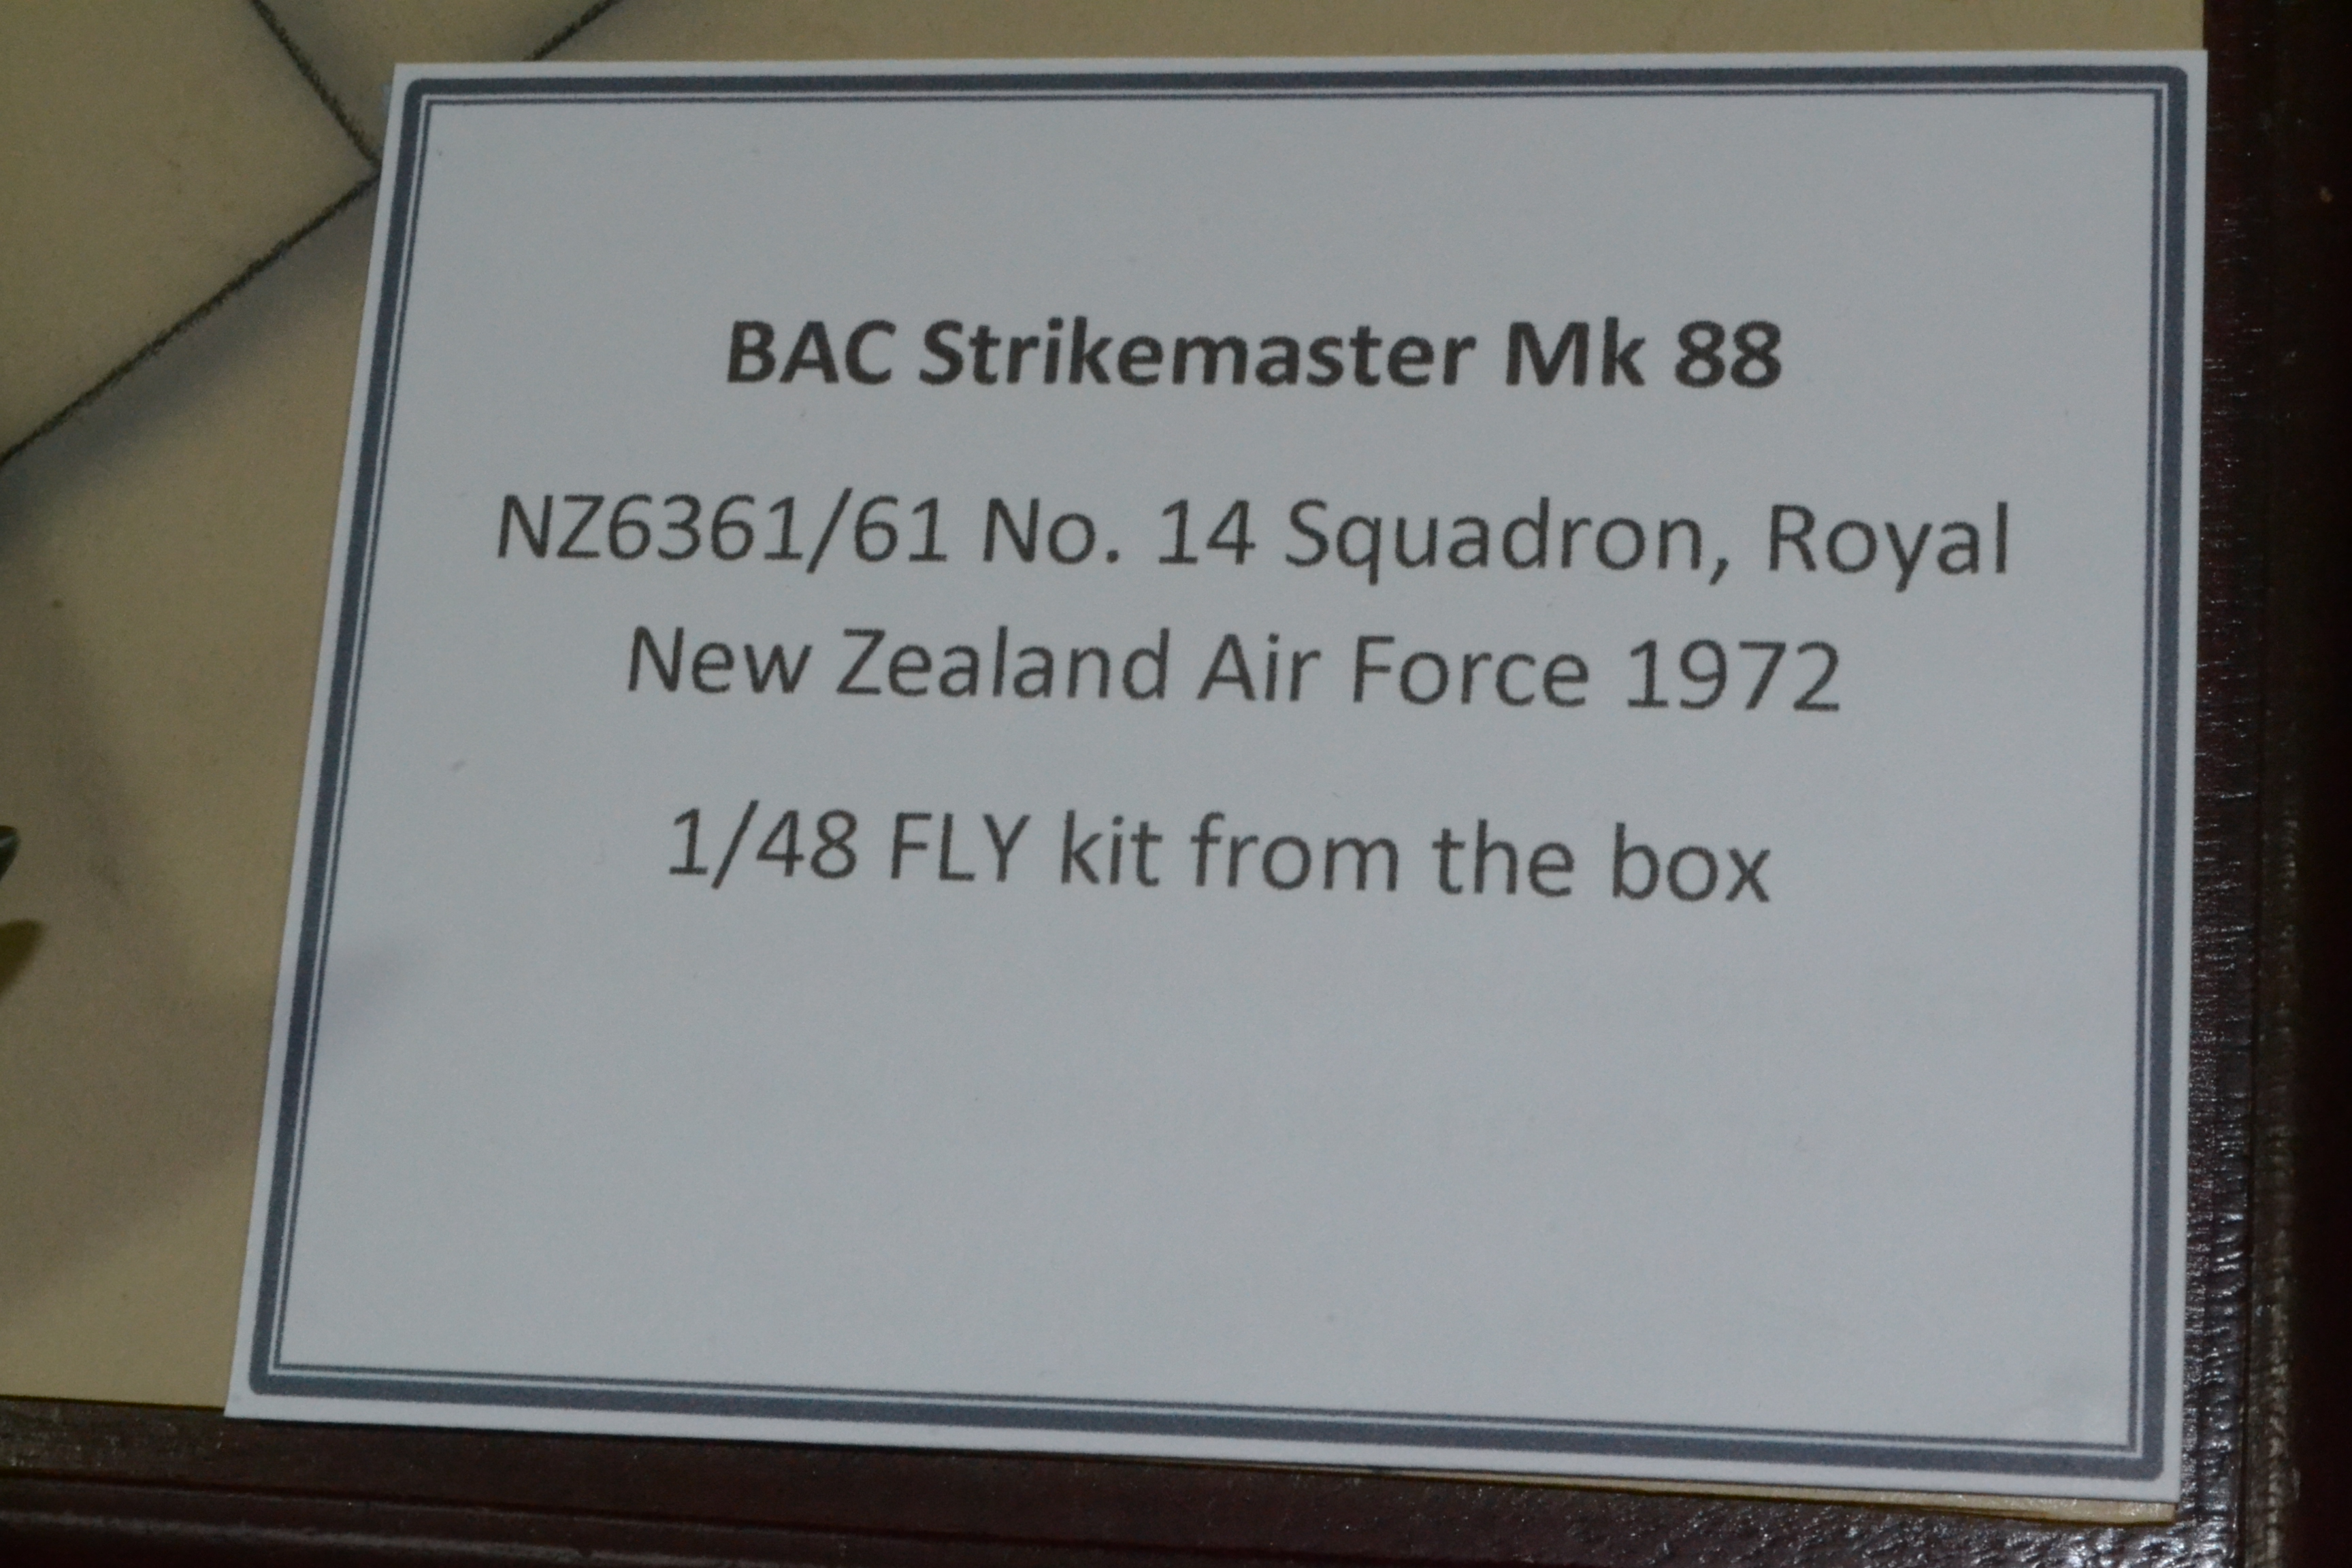 BAC Strikemaster Mk 88
NZ6361/61 No. 14 Squadron, Royal
New Zealand Air Force 1972
1/48 FLY kit from the box